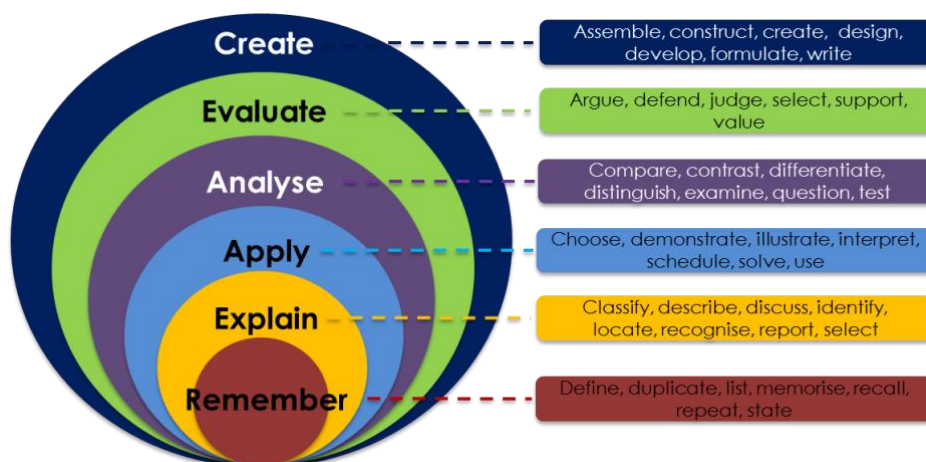 Create
Assemble, construct, create, design,
develop, formulate, write
Evaluate
Argue, defend, judge, select, support,
value
Analyse
Compare, contrast, differentiate,
distinguish, examine, question, test
Apply
Choose, demonstrate, illustrate, interpret,
schedule, solve, use
Explain
Classify, describe, discuss, identify,
locate, recognise, report, select
Remember
Define, duplicate, list, memorise, recall,
repeat, state